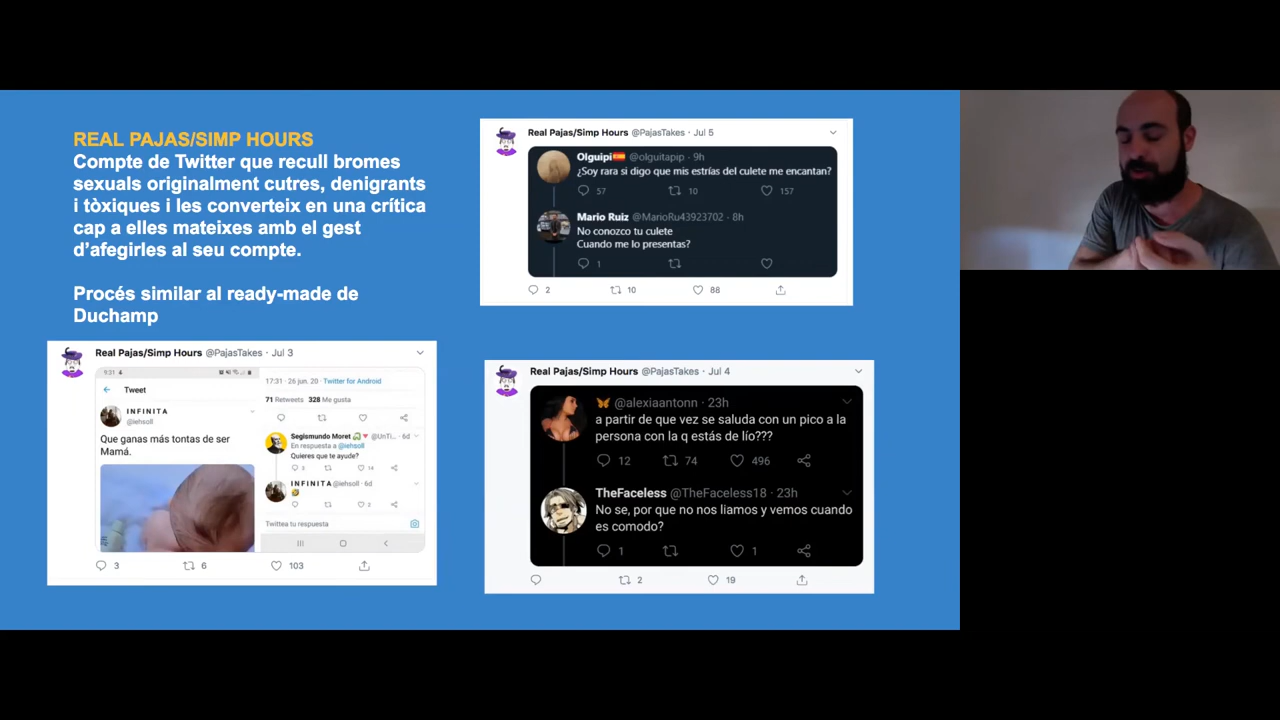 REAL PAJAS/SIMP HOURS
Compte de Twitter que recull bromes
sexuals originalment cutres, denigrants
i tòxiques i les converteix en una crítica
cap a elles mateixes amb el gest
d'afegirles al seu compte.
Procés similar al ready-made de
Duchamp
Real Pajas/Simp Hours @PajasTakes · Jul 5
Olguipi @olguitapip · 9h
¿Soy rara si digo que mis estrías del culete me encantan?
57 10 157
Mario Ruiz @MarioRu43923702 · 8h
No conozco tu culete
Cuando me lo presentas?
1
2 10 88
Real Pajas/Simp Hours @PajasTakes · Jul 3
9:31
Tweet
INFINITA
@iehsoll
Que ganas más tontas de ser
Mamá.
17:31 · 26 jun. 20 · Twitter for Android
71 Retweets 328 Me gusta
Segismundo Moret @UnTi... · 6d
En respuesta a @iehsoll
Quieres que te ayude?
3 14
INFINITA @iehsoll · 6d
2
Twittea tu respuesta
3 6 103
Real Pajas/Simp Hours @PajasTakes · Jul 4
@alexiaantonn · 23h
a partir de que vez se saluda con un pico a la
persona con la q estás de lío???
12 74 496
TheFaceless @TheFaceless18 · 23h
No se, por que no nos liamos y vemos cuando
es comodo?
1 1
2 19